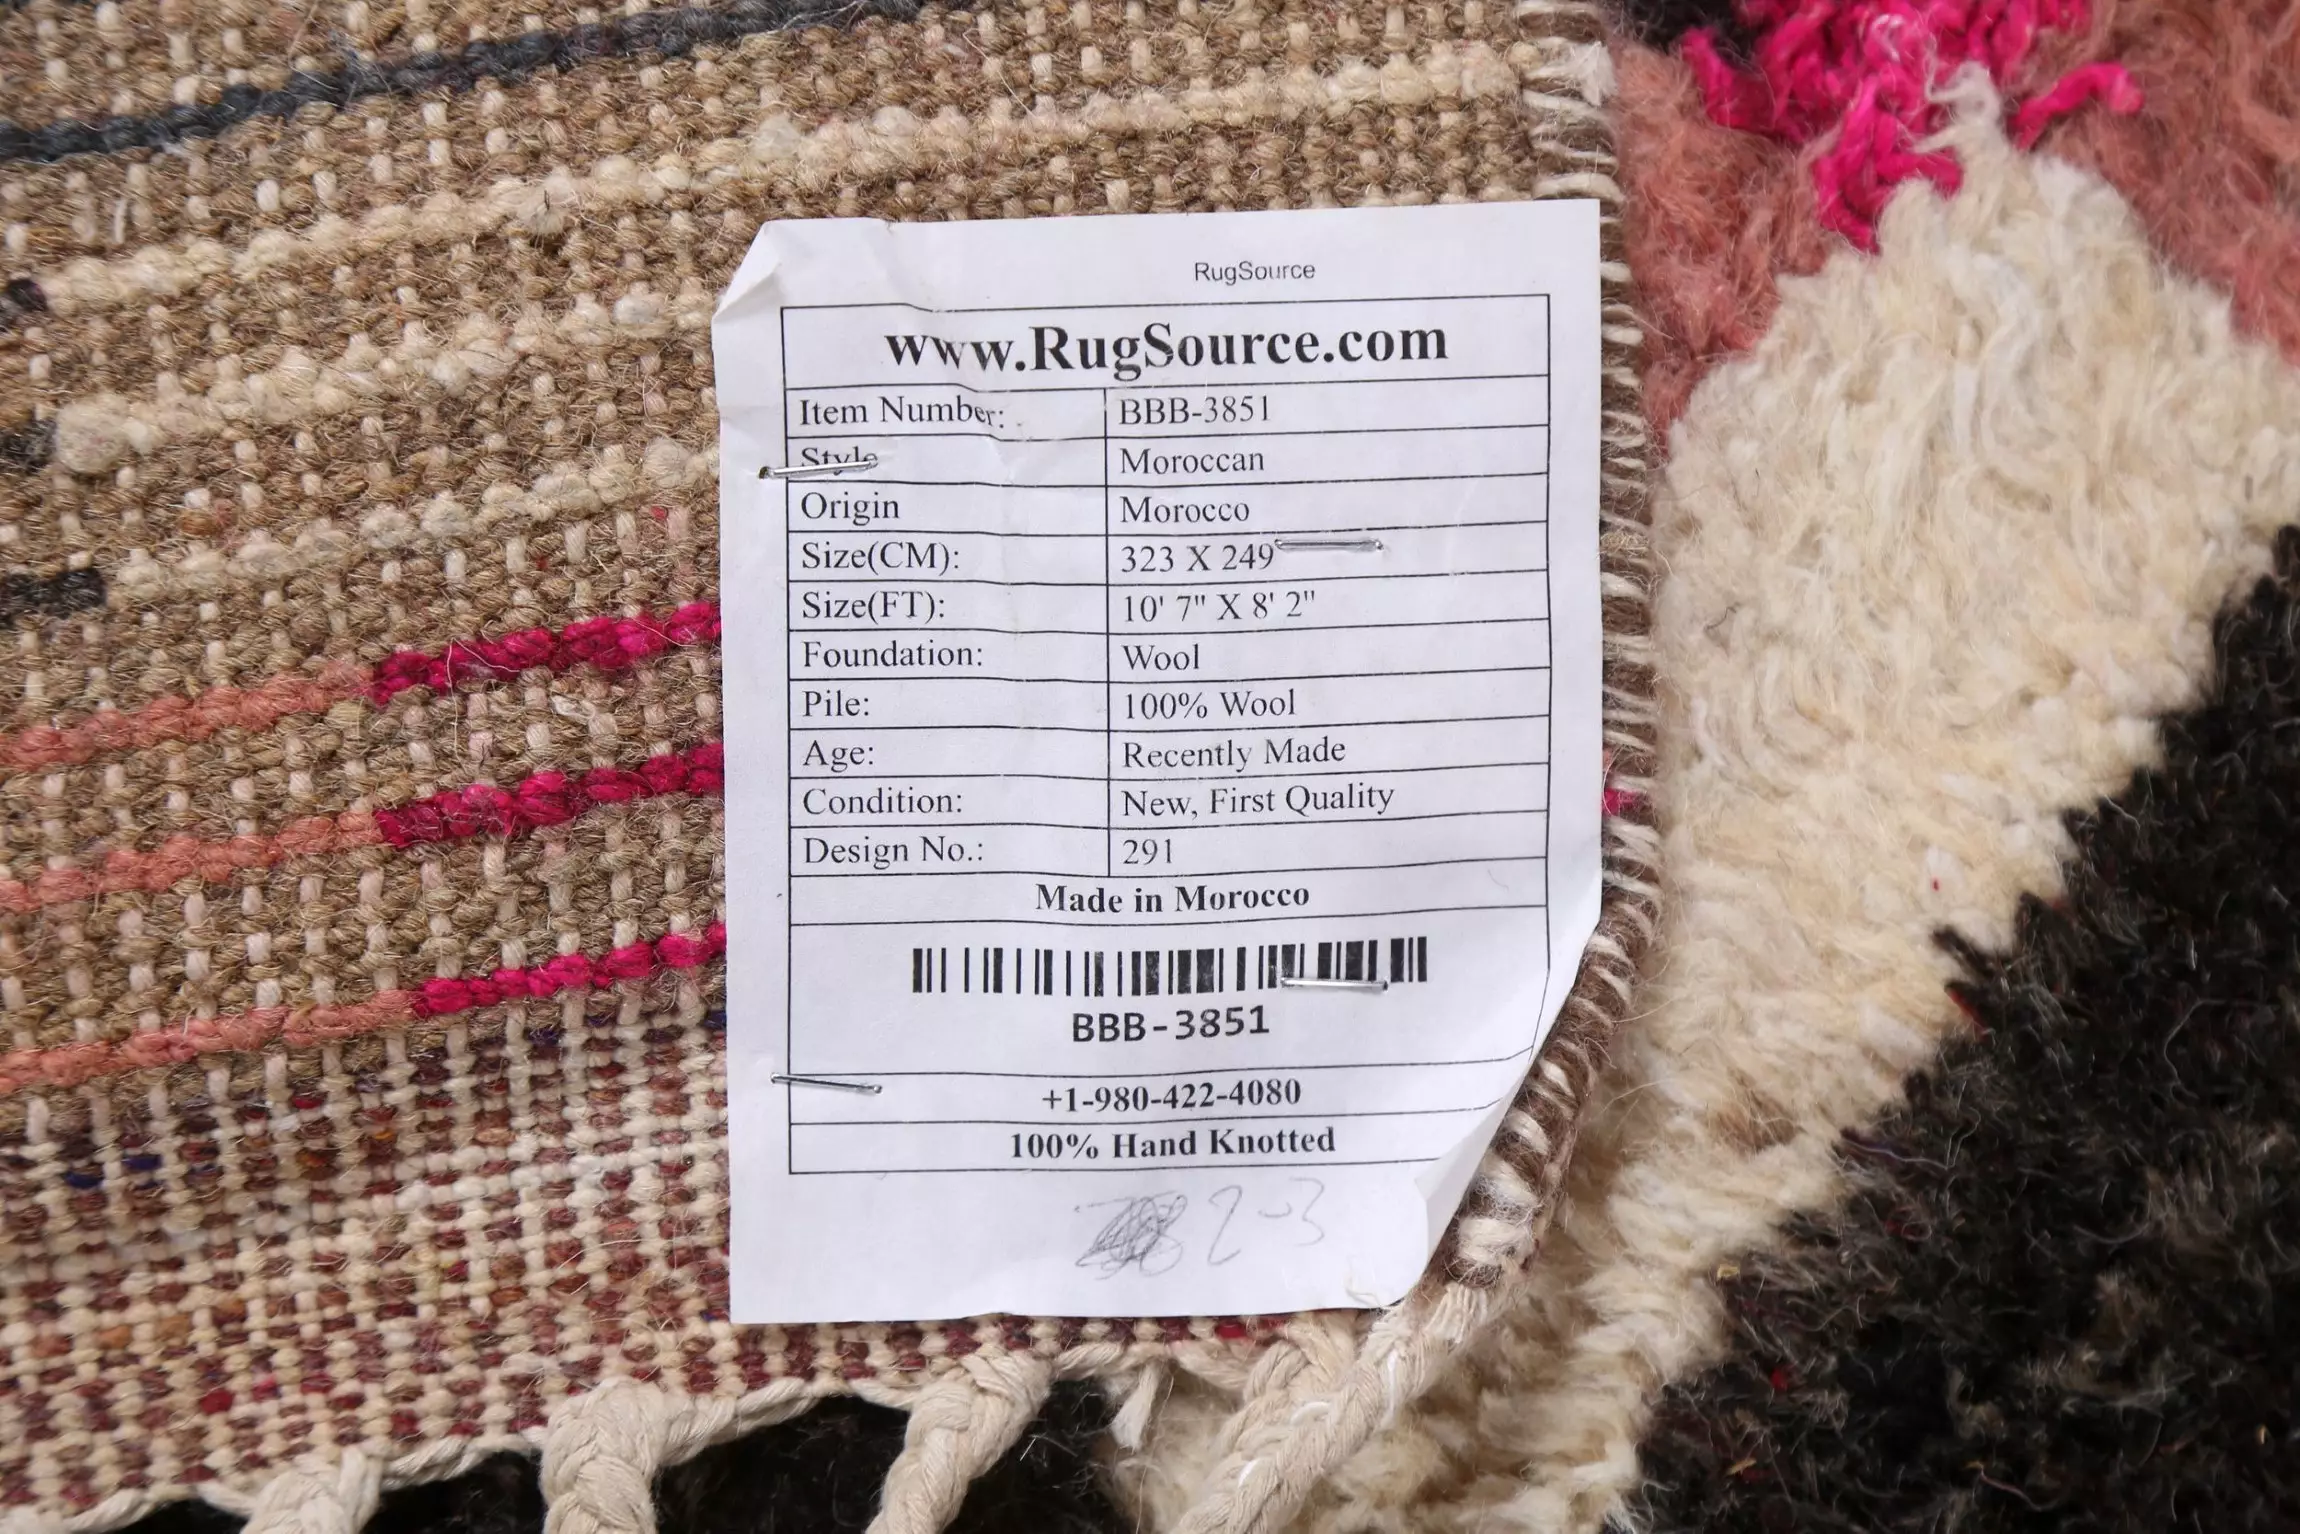 RugSource
www.RugSource.com
Item Number: BBB-3851
Style Moroccan
Origin Morocco
Size(CM): 323 X 249
Size(FT): 10' 7" X 8' 2"
Foundation: Wool
Pile: 100% Wool
Age: Recently Made
Condition: New, First Quality
Design No.: 291
Made in Morocco
BBB-3851
+1-980-422-4080
100% Hand Knotted
2-3